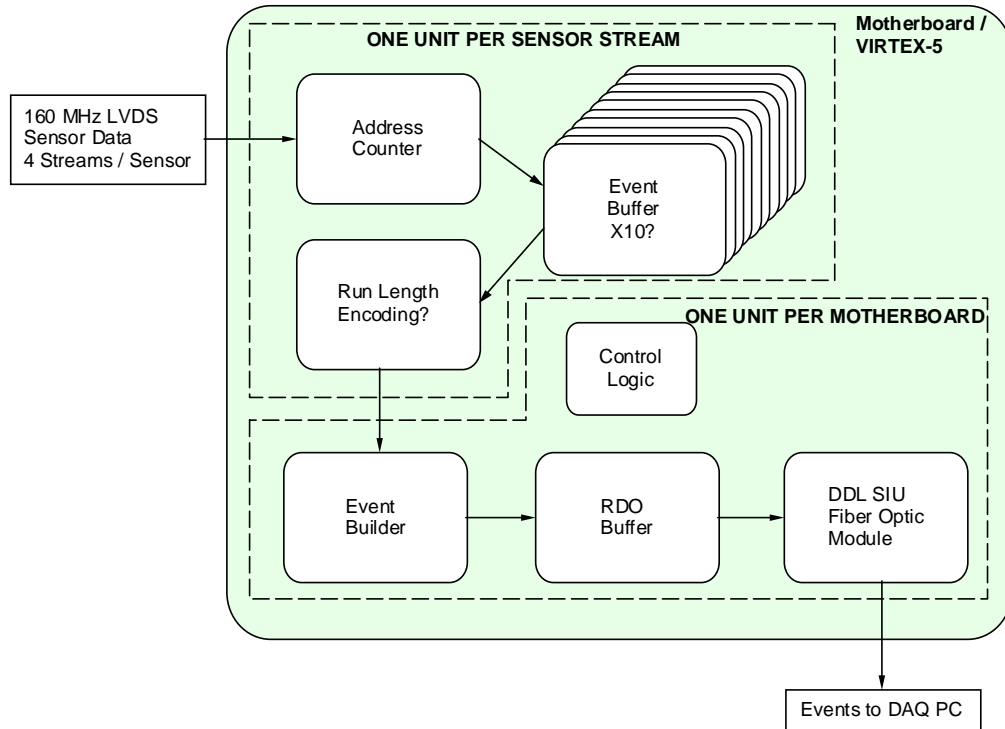 Motherboard /
VIRTEX-5
ONE UNIT PER SENSOR STREAM
160 MHz LVDS
Sensor Data
4 Streams / Sensor
Address
Counter
Event
Buffer
X10?
Run Length
Encoding?
ONE UNIT PER MOTHERBOARD
Control
Logic
Event
Builder
RDO
Buffer
DDL SIU
Fiber Optic
Module
Events to DAQ PC